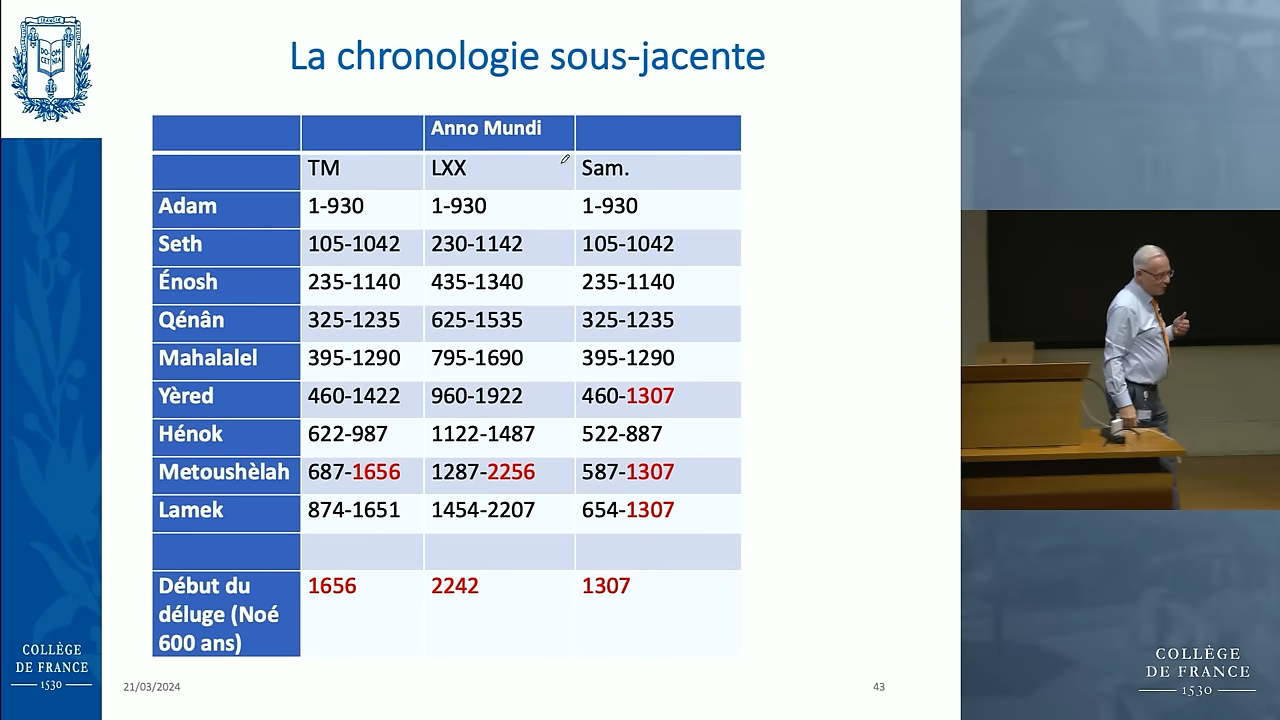 La chronologie sous-jacente
Anno Mundi
TM LXX Sam.
Adam 1-930 1-930 1-930
Seth 105-1042 230-1142 105-1042
Énosh 235-1140 435-1340 235-1140
Qénân 325-1235 625-1535 325-1235
Mahalalel 395-1290 795-1690 395-1290
Yèred 460-1422 960-1922 460-1307
Hénok 622-987 1122-1487 522-887
Metoushèlah 687-1656 1287-2256 587-1307
Lamek 874-1651 1454-2207 654-1307
Début du 1656 2242 1307
déluge (Noé
600 ans)
21/03/2024 43
COLLÈGE
DE FRANCE
1530
COLLÈGE
DE FRANCE
1530